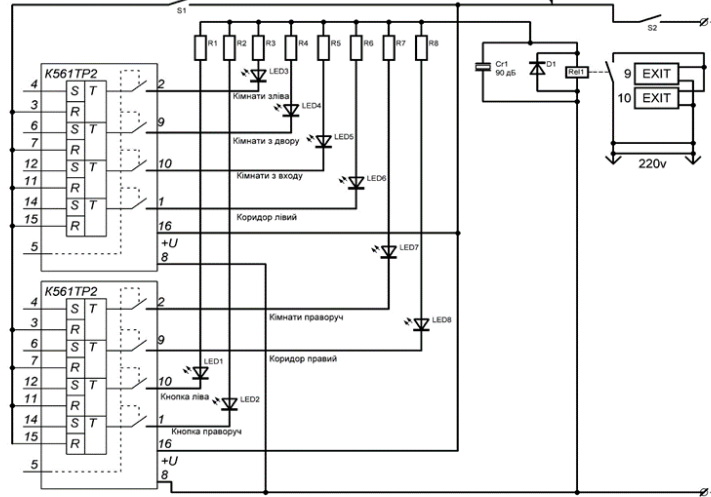 S1
S2
R1 R2 R3 R4 R5 R6 R7 R8
Cr1
90 дБ
D1
Rel1
9 EXIT
10 EXIT
220v
К561ТР2
4 S T 2
3 R
6 S T 9
7 R
12 S T 10
11 R
14 S T 1
15 R
16
+U
5
8
LED3
Кімнати зліва
LED4
Кімнати з двору
LED5
Кімнати з входу
LED6
Коридор лівий
LED7
К561ТР2
4 S T 2
3 R
6 S T 9
7 R
12 S T 10
11 R
14 S T 1
15 R
16
+U
5
8
Кімнати праворуч
LED8
Коридор правий
LED1
Кнопка ліва
LED2
Кнопка праворуч